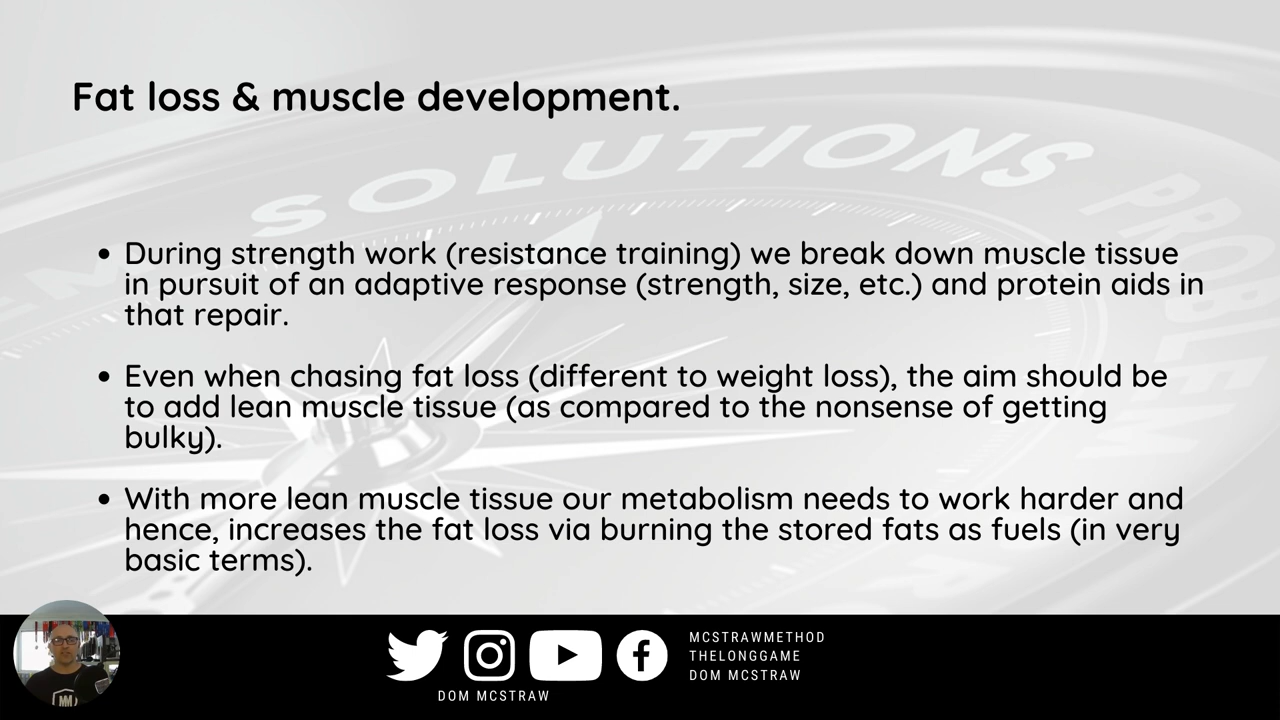 Fat loss & muscle development.
SOLUTIONS
PROBLEM
• During strength work (resistance training) we break down muscle tissue
in pursuit of an adaptive response (strength, size, etc.) and protein aids in
that repair.
• Even when chasing fat loss (different to weight loss), the aim should be
to add lean muscle tissue (as compared to the nonsense of getting
bulky).
• With more lean muscle tissue our metabolism needs to work harder and
hence, increases the fat loss via burning the stored fats as fuels (in very
basic terms).
MCSTRAWMETHOD
THELONGGAME
DOM MCSTRAW
DOM MCSTRAW